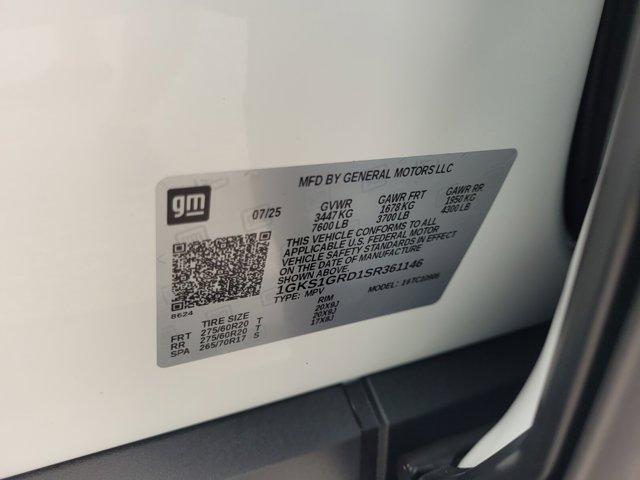 MFD BY GENERAL MOTORS LLC
gm
07/25 GVWR GAWR FRT GAWR RR
3447 KG 1678 KG 1950 KG
7600 LB 3700 LB 4300 LB
THIS VEHICLE CONFORMS TO ALL
APPLICABLE U.S. FEDERAL MOTOR
VEHICLE SAFETY STANDARDS IN EFFECT
ON THE DATE OF MANUFACTURE
SHOWN ABOVE.
1GKS1GRD1SR361146
TYPE: MPV MODEL:
8624
TIRE SIZE RIM
FRT 275/60R20 T 20X9J
RR 275/60R20 T 20X9J
SPA 265/70R17 S 17X8J